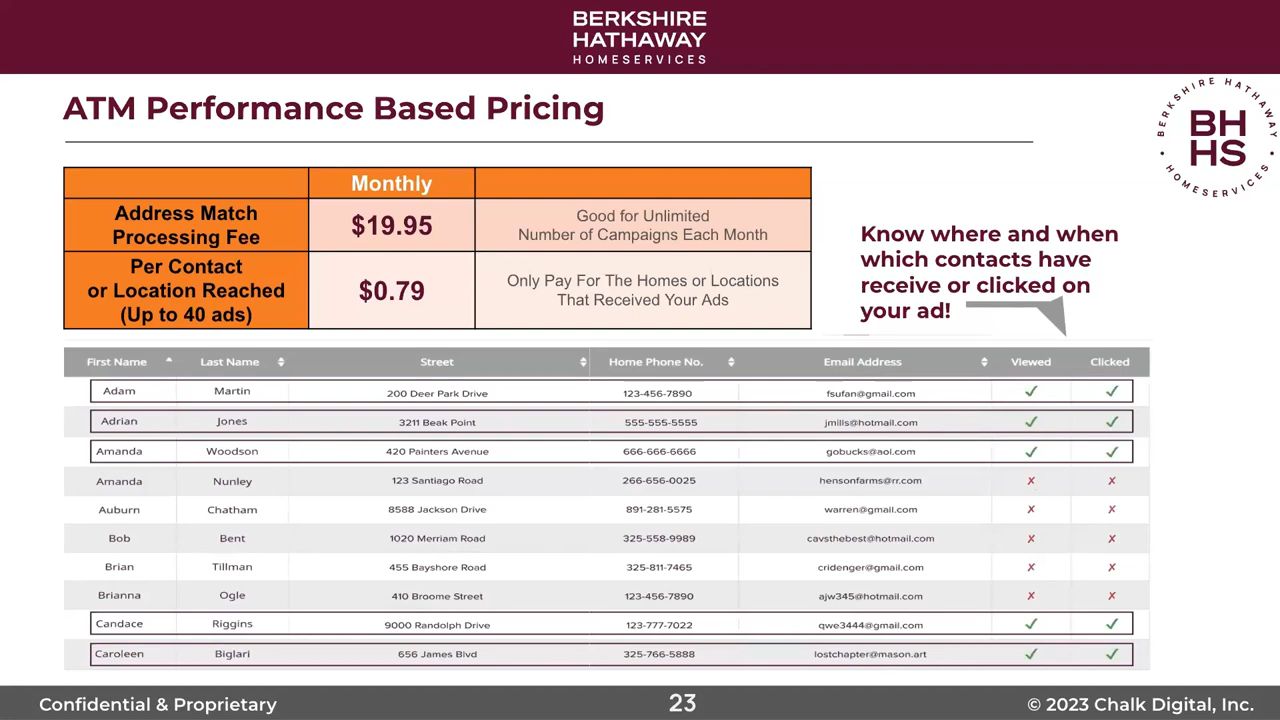 BERKSHIRE
HATHAWAY
HOMESERVICES
ATM Performance Based Pricing
BERKSHIRE HATHAWAY
BH
HS
• HOMESERVICES •
Monthly
Address Match
Processing Fee
$19.95
Good for Unlimited
Number of Campaigns Each Month
Per Contact
or Location Reached
(Up to 40 ads)
$0.79
Only Pay For The Homes or Locations
That Received Your Ads
Know where and when
which contacts have
receive or clicked on
your ad!
First Name Last Name Street Home Phone No. Email Address Viewed Clicked
Adam Martin 200 Deer Park Drive 123-456-7890 fsufan@gmail.com ✓ ✓
Adrian Jones 3211 Beak Point 555-555-5555 jmills@hotmail.com ✓ ✓
Amanda Woodson 420 Painters Avenue 666-666-6666 gobucks@aol.com ✓ ✓
Amanda Nunley 123 Santiago Road 266-656-0025 hensonfarms@rr.com ✗ ✗
Auburn Chatham 8588 Jackson Drive 891-281-5575 warren@gmail.com ✗ ✗
Bob Bent 1020 Merriam Road 325-558-9989 cavsthebest@hotmail.com ✗ ✗
Brian Tillman 455 Bayshore Road 325-811-7465 cridenger@gmail.com ✗ ✗
Brianna Ogle 410 Broome Street 123-456-7890 ajw345@hotmail.com ✗ ✗
Candace Riggins 9000 Randolph Drive 123-777-7022 qwe3444@gmail.com ✓ ✓
Caroleen Biglari 656 James Blvd 325-766-5888 lostchapter@mason.art ✓ ✓
Confidential & Proprietary
23
© 2023 Chalk Digital, Inc.